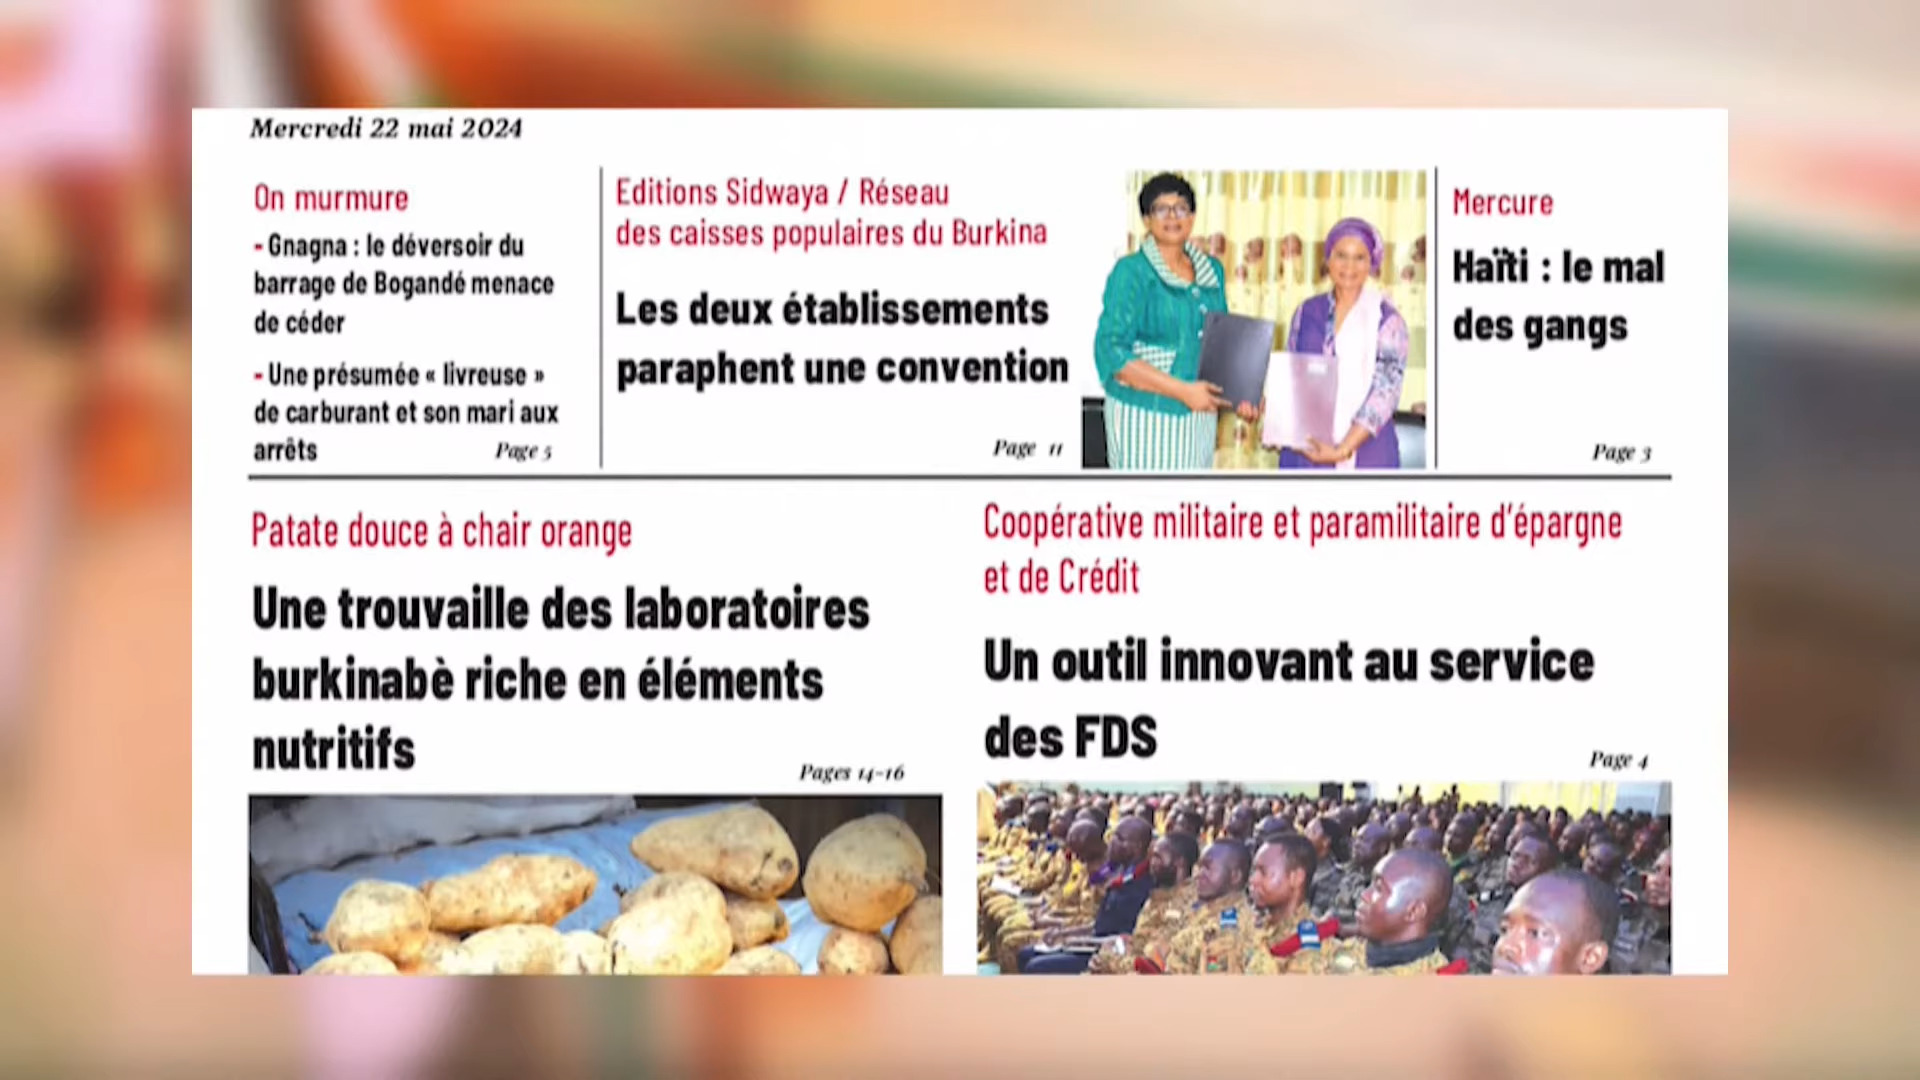 Mercredi 22 mai 2024
On murmure
- Gnagna : le déversoir du
barrage de Bogandé menace
de céder
- Une présumée « livreuse »
de carburant et son mari aux
arrêts
Page 5
Editions Sidwaya / Réseau
des caisses populaires du Burkina
Les deux établissements
paraphent une convention
Page 11
Mercure
Haïti : le mal
des gangs
Page 3
Patate douce à chair orange
Une trouvaille des laboratoires
burkinabè riche en éléments
nutritifs
Pages 14-16
Coopérative militaire et paramilitaire d’épargne
et de Crédit
Un outil innovant au service
des FDS
Page 4